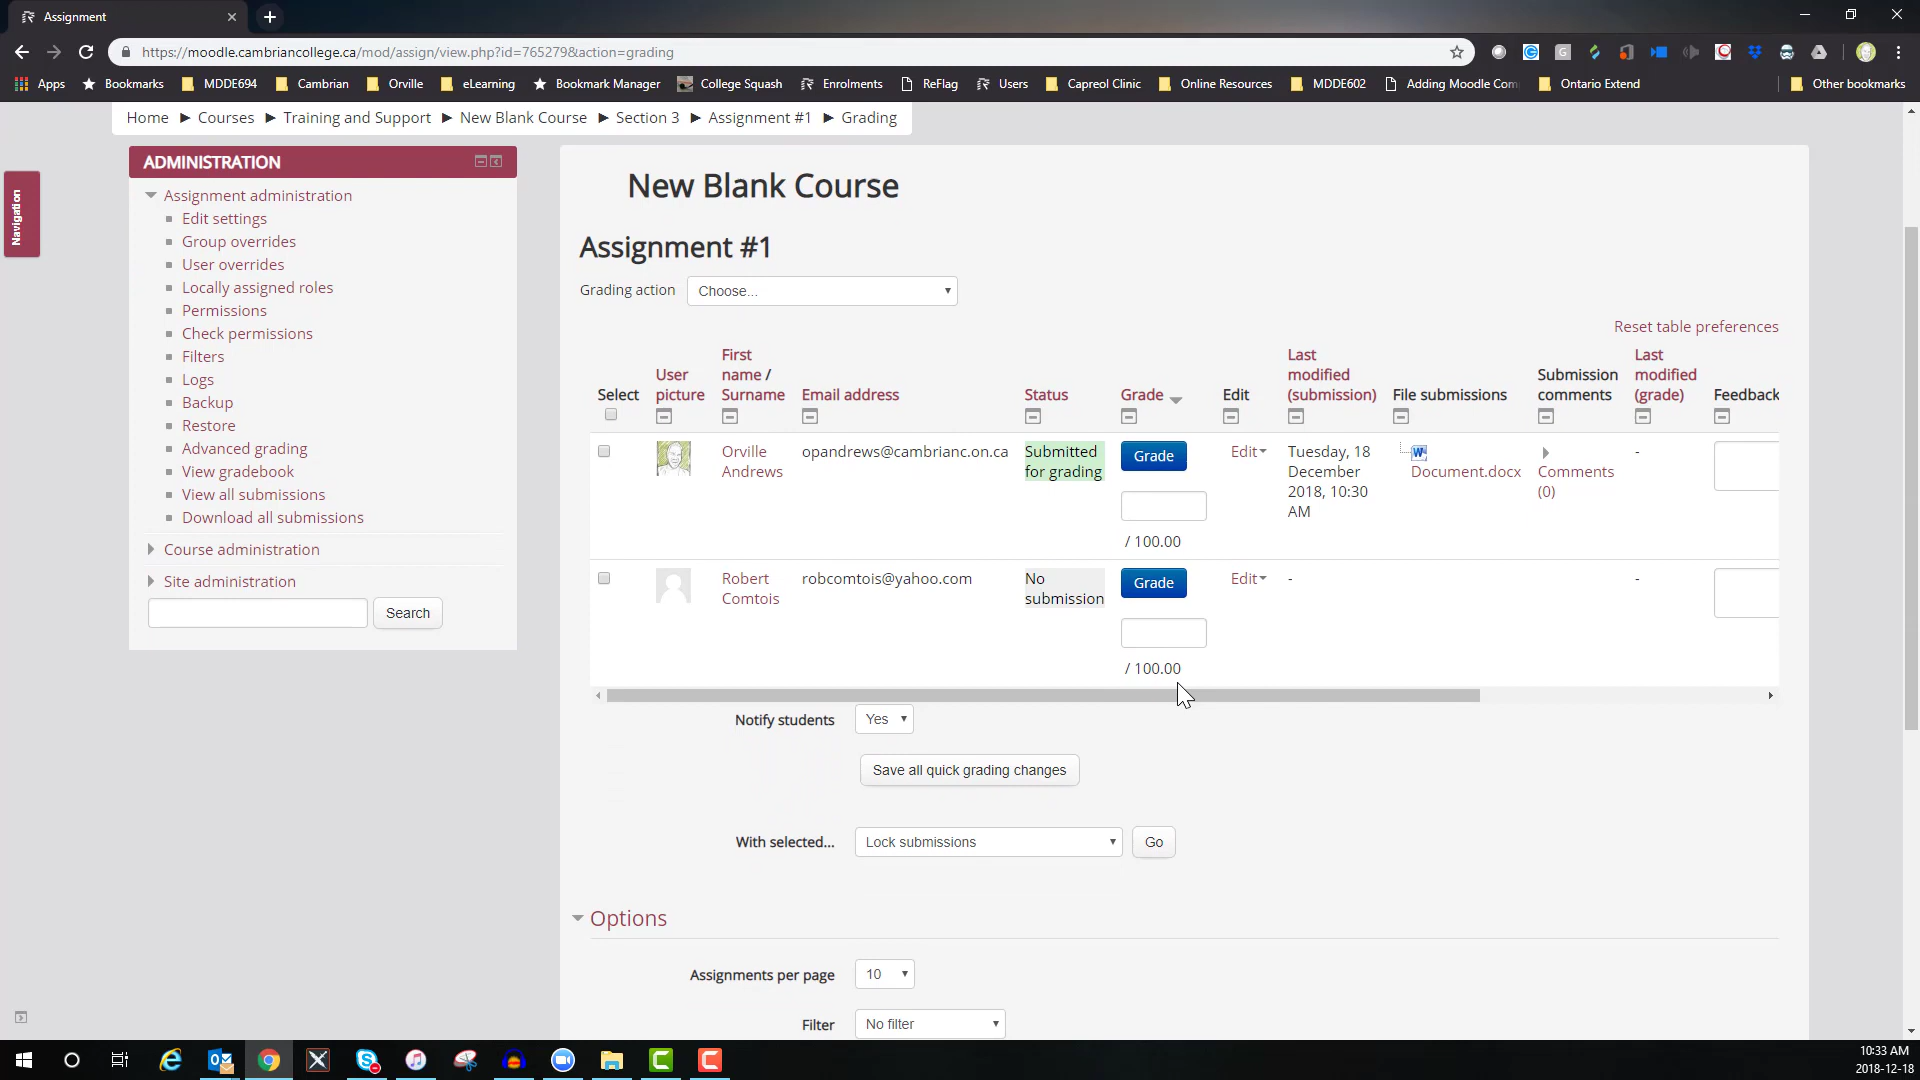 Assignment
https://moodle.cambriancollege.ca/mod/assign/view.php?id=765279&action=grading
Apps Bookmarks MDDE694 Cambrian Orville eLearning Bookmark Manager College Squash Enrolments ReFlag Users Capreol Clinic Online Resources MDDE602 Adding Moodle Com Ontario Extend Other bookmarks
Home ► Courses ► Training and Support ► New Blank Course ► Section 3 ► Assignment #1 ► Grading
Navigation
ADMINISTRATION
Assignment administration
Edit settings
Group overrides
User overrides
Locally assigned roles
Permissions
Check permissions
Filters
Logs
Backup
Restore
Advanced grading
View gradebook
View all submissions
Download all submissions
Course administration
Site administration
Search
New Blank Course
Assignment #1
Grading action Choose...
Reset table preferences
Select
User picture
First name / Surname
Email address
Status
Grade
Edit
Last modified (submission)
File submissions
Submission comments
Last modified (grade)
Feedback
Orville Andrews
opandrews@cambrianc.on.ca
Submitted for grading
Grade
/ 100.00
Edit
Tuesday, 18 December 2018, 10:30 AM
Document.docx
Comments (0)
-
Robert Comtois
robcomtois@yahoo.com
No submission
Grade
/ 100.00
Edit
-
-
Notify students Yes
Save all quick grading changes
With selected... Lock submissions Go
Options
Assignments per page 10
Filter No filter
10:33 AM
2018-12-18